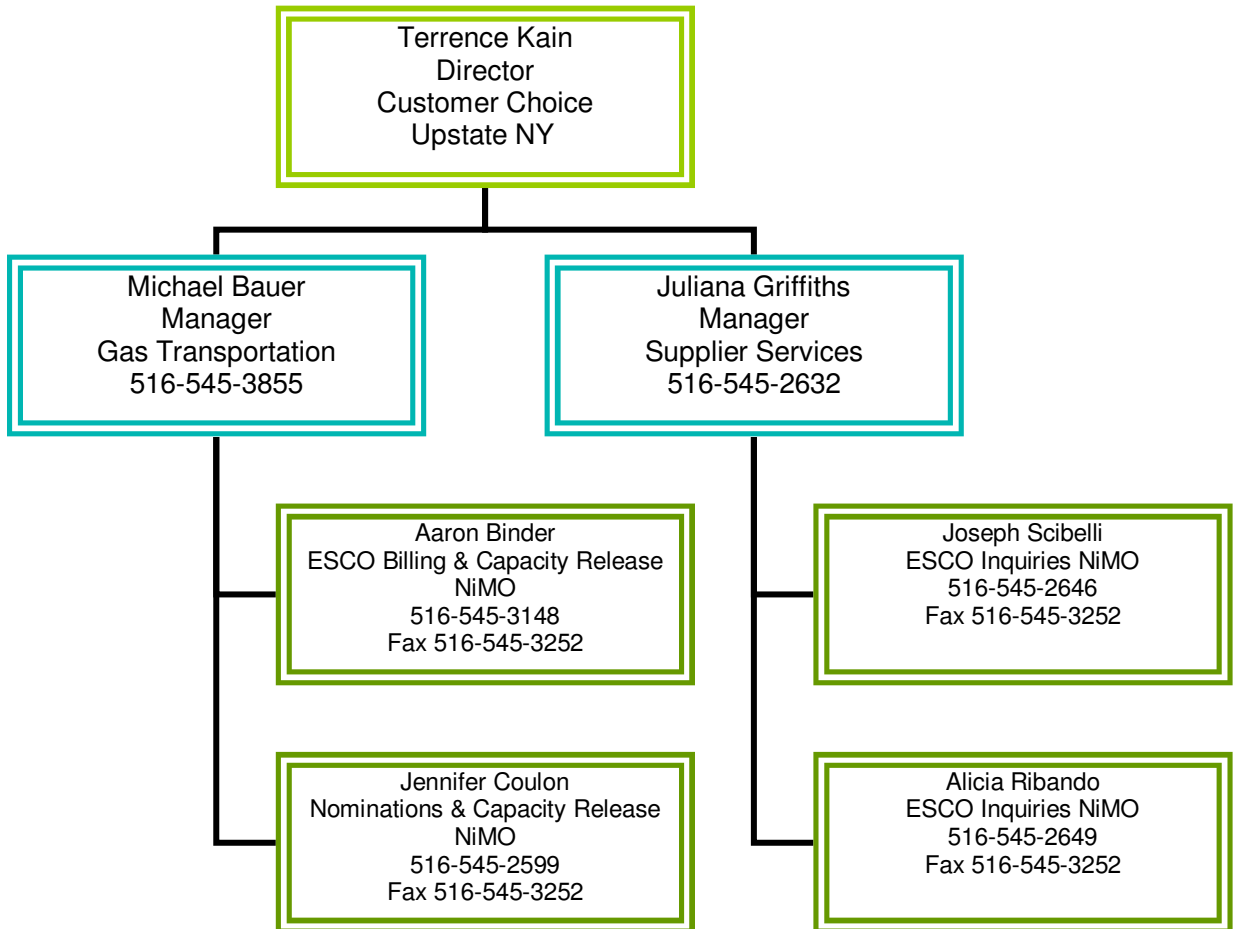 Terrence Kain
Director
Customer Choice
Upstate NY
Michael Bauer
Manager
Gas Transportation
516-545-3855
Juliana Griffiths
Manager
Supplier Services
516-545-2632
Aaron Binder
ESCO Billing & Capacity Release
NiMO
516-545-3148
Fax 516-545-3252
Joseph Scibelli
ESCO Inquiries NiMO
516-545-2646
Fax 516-545-3252
Jennifer Coulon
Nominations & Capacity Release
NiMO
516-545-2599
Fax 516-545-3252
Alicia Ribando
ESCO Inquiries NiMO
516-545-2649
Fax 516-545-3252